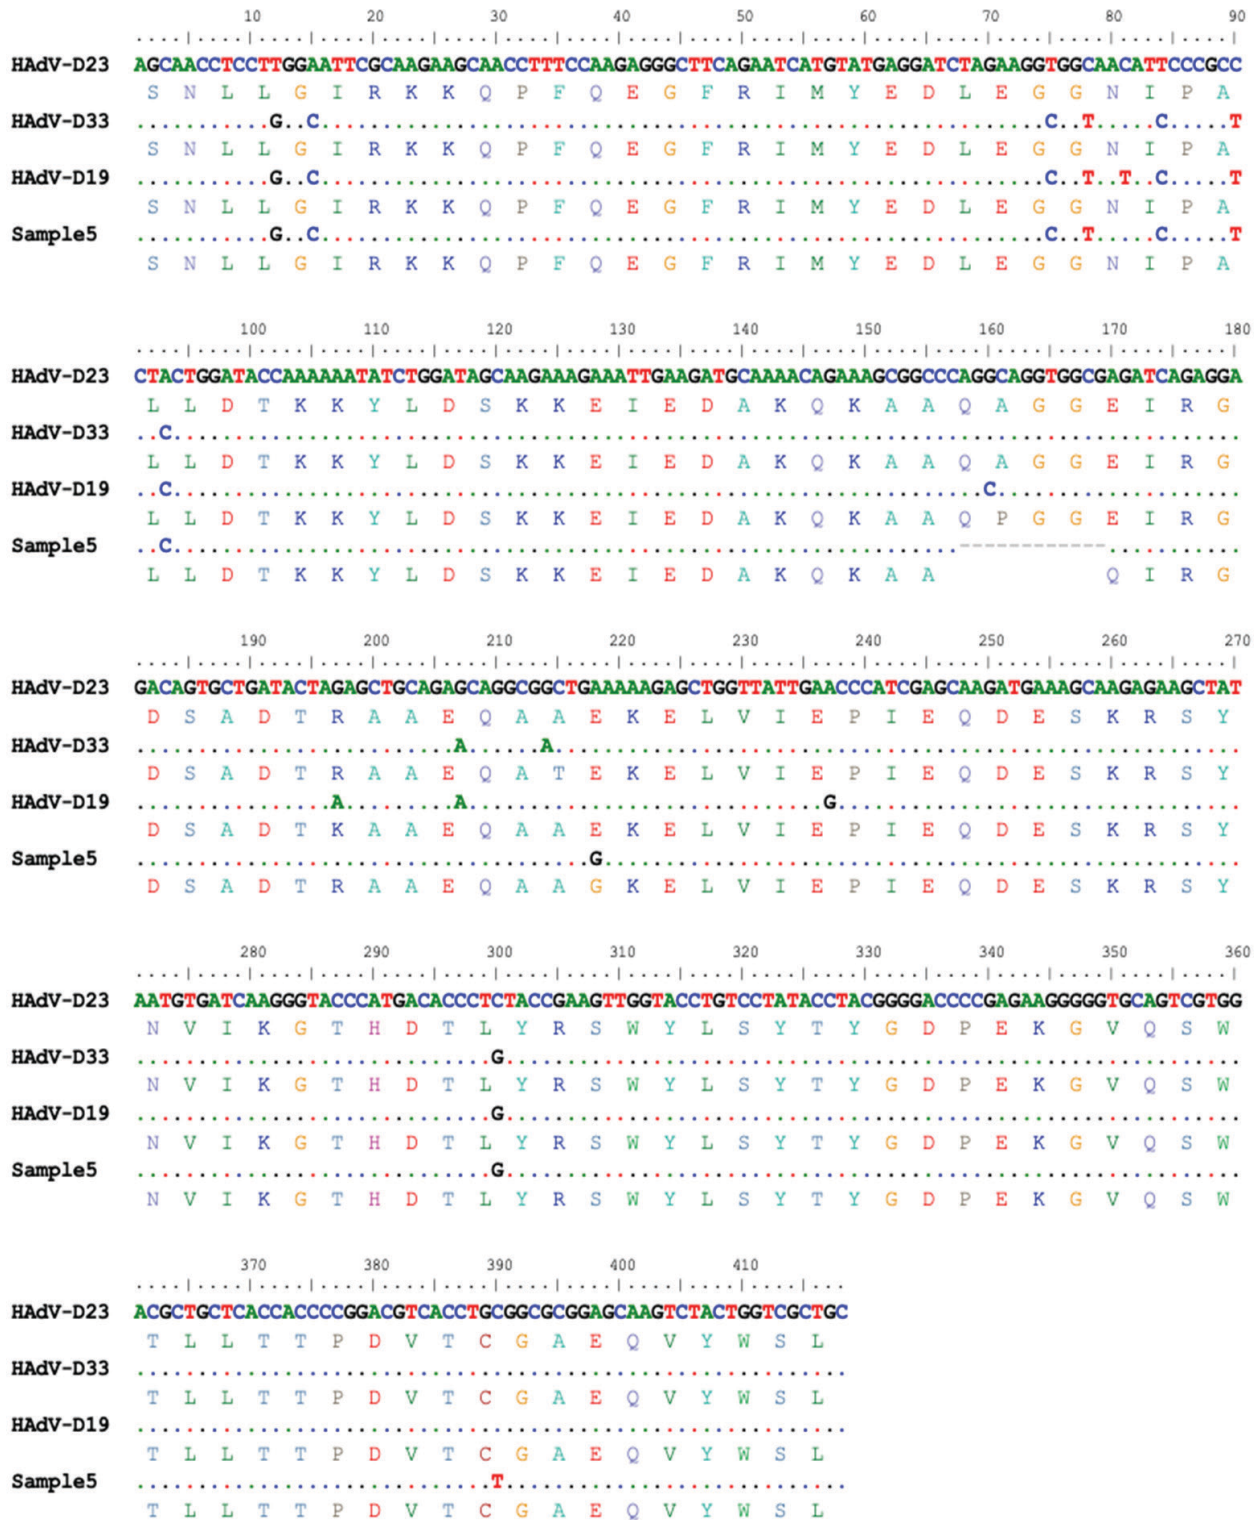 10 20 30 40 50 60 70 80 90
HAdV-D23 AGCAACCTCCTTGGAATTCGCAAGAAGCAACCTTTCCAAGAGGGCTTCAGAATCATGTATGAGGATCTAGAAGGTGGCAACATTCCCGCC
S N L L G I R K K Q P F Q E G F R I M Y E D L E G G N I P A
HAdV-D33 ...........G..C...........................................................C..T.....C.....T
S N L L G I R K K Q P F Q E G F R I M Y E D L E G G N I P A
HAdV-D19 ...........G..C...........................................................C..T..T..C.....T
S N L L G I R K K Q P F Q E G F R I M Y E D L E G G N I P A
Sample5 ...........G..C...........................................................C..T.....C.....T
S N L L G I R K K Q P F Q E G F R I M Y E D L E G G N I P A
100 110 120 130 140 150 160 170 180
HAdV-D23 CTACTGGATACCAAAAAATATCTGGATAGCAAGAAAGAAATTGAAGATGCAAAACAGAAAGCGGCCCAGGCAGGTGGCGAGATCAGAGGA
L L D T K K Y L D S K K E I E D A K Q K A A Q A G G E I R G
HAdV-D33 ..C.......................................................................................
L L D T K K Y L D S K K E I E D A K Q K A A Q A G G E I R G
HAdV-D19 ..C..................................................................C....................
L L D T K K Y L D S K K E I E D A K Q K A A Q P G G E I R G
Sample5 ..C................................................................------------...........
L L D T K K Y L D S K K E I E D A K Q K A A Q I R G
190 200 210 220 230 240 250 260 270
HAdV-D23 GACAGTGCTGATACTAGAGCTGCAGAGCAGGCGGCTGAAAAAGAGCTGGTTATTGAACCCATCGAGCAAGATGAAAGCAAGAGAAGCTAT
D S A D T R A A E Q A A E K E L V I E P I E Q D E S K R S Y
HAdV-D33 ..........................A......A........................................................
D S A D T R A A E Q A T E K E L V I E P I E Q D E S K R S Y
HAdV-D19 ................A.........A.............................G.................................
D S A D T K A A E Q A A E K E L V I E P I E Q D E S K R S Y
Sample5 .....................................G....................................................
D S A D T R A A E Q A A G K E L V I E P I E Q D E S K R S Y
280 290 300 310 320 330 340 350 360
HAdV-D23 AATGTGATCAAGGGTACCCATGACACCCTCTACCGAAGTTGGTACCTGTCCTATACCTACGGGGACCCCGAGAAGGGGGTGCAGTCGTGG
N V I K G T H D T L Y R S W Y L S Y T Y G D P E K G V Q S W
HAdV-D33 .............................G............................................................
N V I K G T H D T L Y R S W Y L S Y T Y G D P E K G V Q S W
HAdV-D19 .............................G............................................................
N V I K G T H D T L Y R S W Y L S Y T Y G D P E K G V Q S W
Sample5 .............................G............................................................
N V I K G T H D T L Y R S W Y L S Y T Y G D P E K G V Q S W
370 380 390 400 410
HAdV-D23 ACGCTGCTCACCACCCCGGACGTCACCTGCGGCGCGGAGCAAGTCTACTGGTCGCTGC
T L L T T P D V T C G A E Q V Y W S L
HAdV-D33 ..........................................................
T L L T T P D V T C G A E Q V Y W S L
HAdV-D19 ..........................................................
T L L T T P D V T C G A E Q V Y W S L
Sample5 .............................T............................
T L L T T P D V T C G A E Q V Y W S L